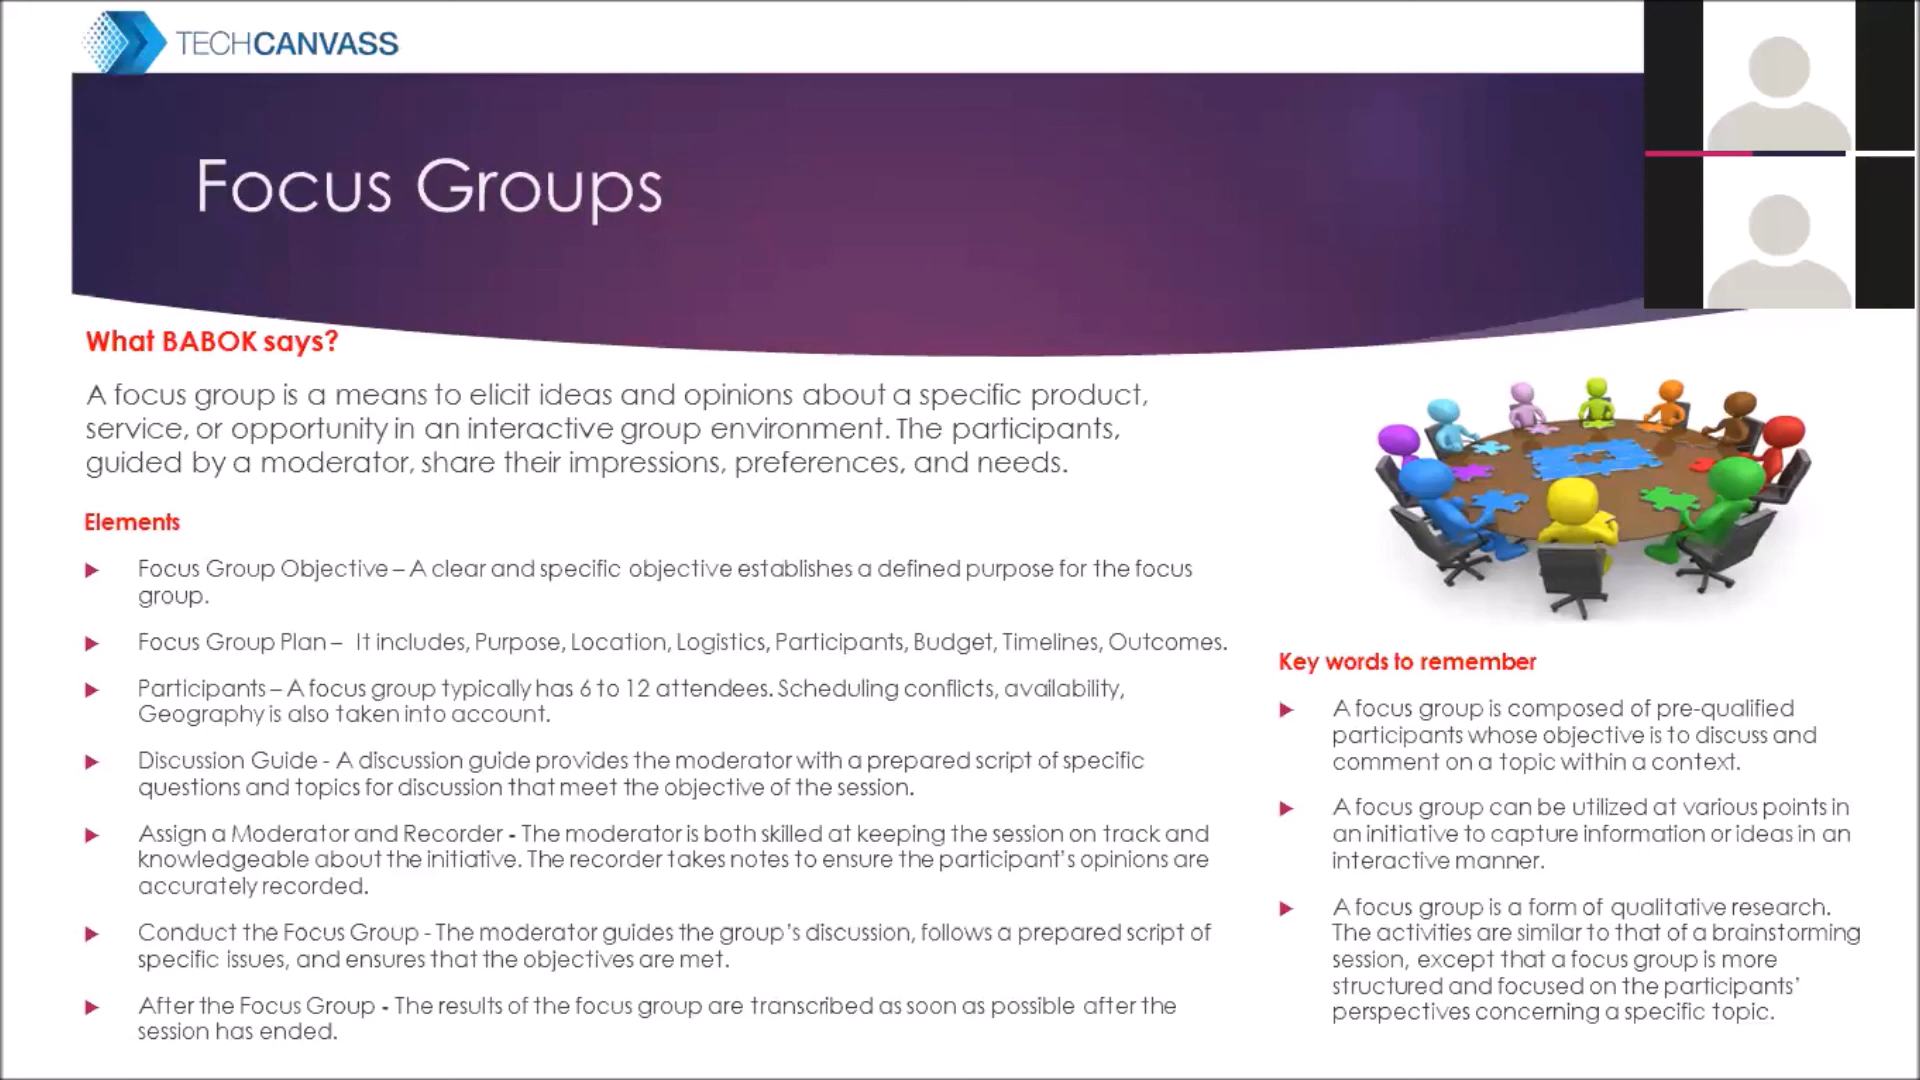 TECHCANVASS
Focus Groups
What BABOK says?
A focus group is a means to elicit ideas and opinions about a specific product,
service, or opportunity in an interactive group environment. The participants,
guided by a moderator, share their impressions, preferences, and needs.
Elements
Focus Group Objective – A clear and specific objective establishes a defined purpose for the focus
group.
Focus Group Plan – It includes, Purpose, Location, Logistics, Participants, Budget, Timelines, Outcomes.
Participants – A focus group typically has 6 to 12 attendees. Scheduling conflicts, availability,
Geography is also taken into account.
Discussion Guide - A discussion guide provides the moderator with a prepared script of specific
questions and topics for discussion that meet the objective of the session.
Assign a Moderator and Recorder - The moderator is both skilled at keeping the session on track and
knowledgeable about the initiative. The recorder takes notes to ensure the participant's opinions are
accurately recorded.
Conduct the Focus Group - The moderator guides the group's discussion, follows a prepared script of
specific issues, and ensures that the objectives are met.
After the Focus Group - The results of the focus group are transcribed as soon as possible after the
session has ended.
Key words to remember
A focus group is composed of pre-qualified
participants whose objective is to discuss and
comment on a topic within a context.
A focus group can be utilized at various points in
an initiative to capture information or ideas in an
interactive manner.
A focus group is a form of qualitative research.
The activities are similar to that of a brainstorming
session, except that a focus group is more
structured and focused on the participants'
perspectives concerning a specific topic.